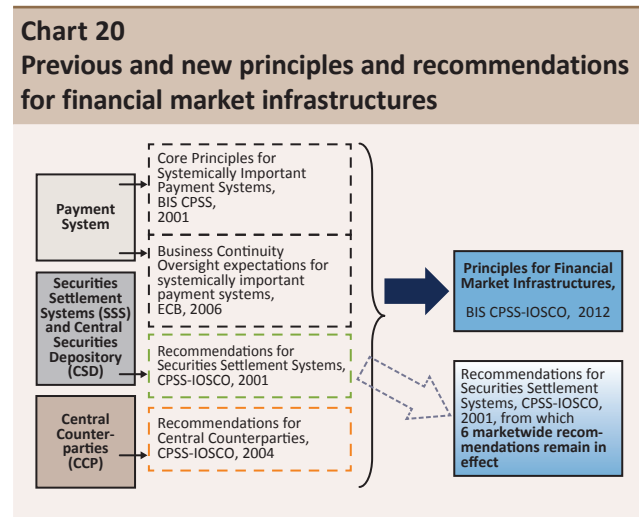 Chart 20
Previous and new principles and recommendations
for financial market infrastructures
Payment
System
Core Principles for
Systemically Important
Payment Systems,
BIS CPSS,
2001
Business Continuity
Oversight expectations for
systemically important
payment systems,
ECB, 2006
Securities
Settlement
Systems (SSS)
and Central
Securities
Depository
(CSD)
Recommendations for
Securities Settlement Systems,
CPSS-IOSCO, 2001
Central
Counter-
parties
(CCP)
Recommendations for
Central Counterparties,
CPSS-IOSCO, 2004
Principles for Financial
Market Infrastructures,
BIS CPSS-IOSCO, 2012
Recommendations for
Securities Settlement
Systems, CPSS-IOSCO,
2001, from which
6 marketwide recom-
mendations remain in
effect